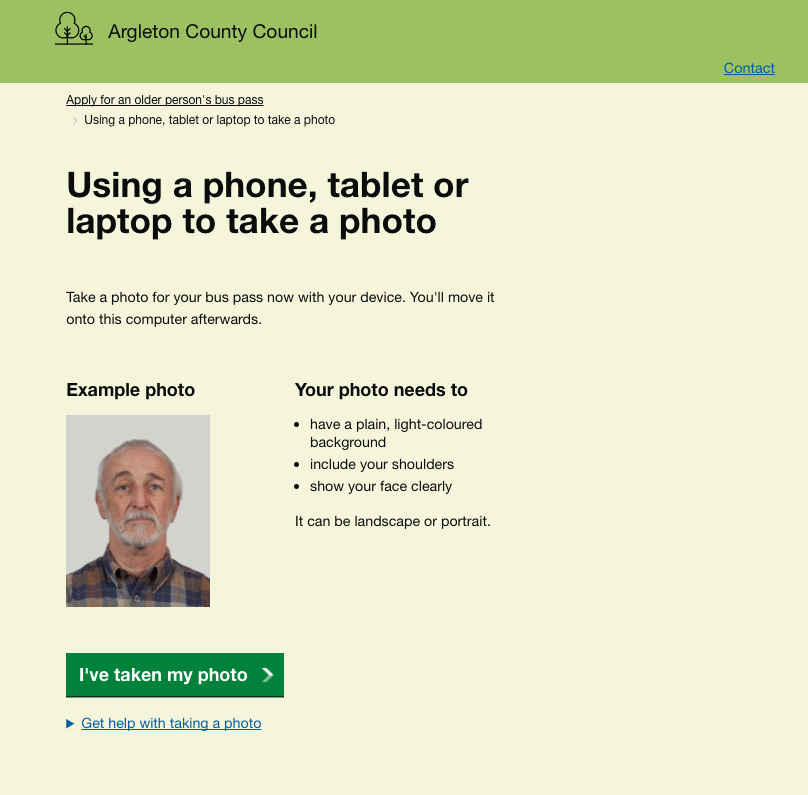 Argleton County Council
Contact
Apply for an older person's bus pass
Using a phone, tablet or laptop to take a photo
Using a phone, tablet or
laptop to take a photo
Take a photo for your bus pass now with your device. You'll move it
onto this computer afterwards.
Example photo
Your photo needs to
have a plain, light-coloured
background
include your shoulders
show your face clearly
It can be landscape or portrait.
I've taken my photo
Get help with taking a photo